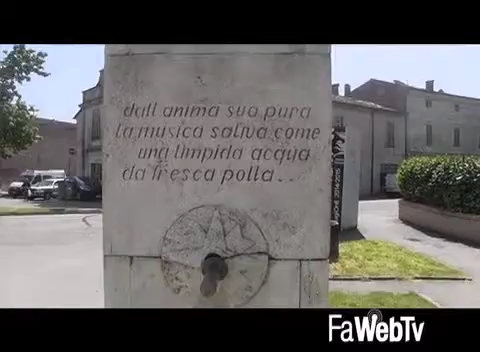 dall anima sua pura
la musica saliva come
una limpida acqua
da fresca polla...
FaWebTv